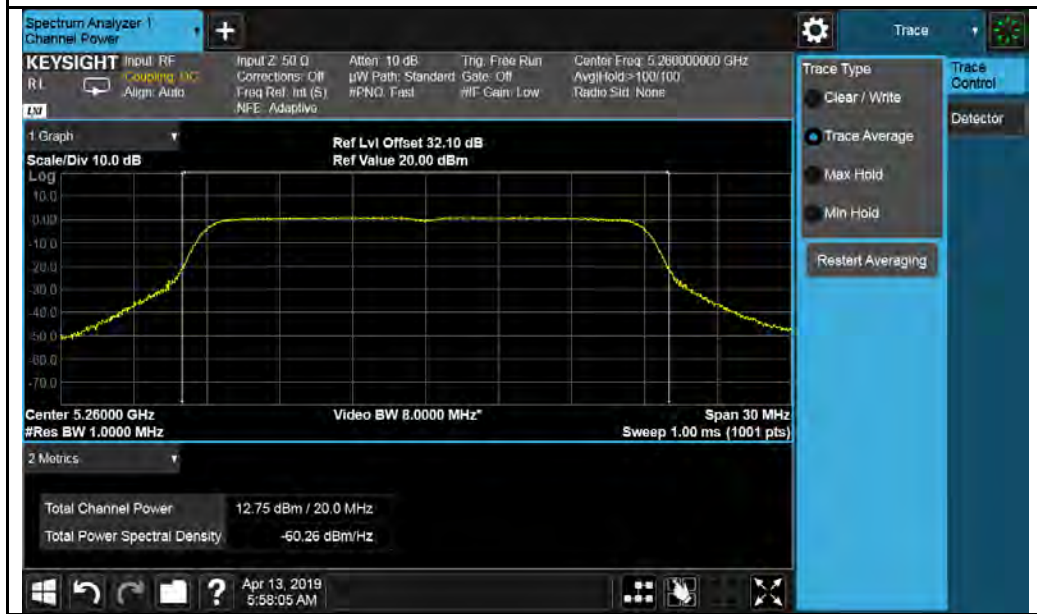 Spectrum Analyzer 1
Channel Power
+
Trace
KEYSIGHT Input: RF
R L
Coupling: DC
Align: Auto
LXI
Input Z: 50 Ω
Corrections: Off
Freq Ref: Int (S)
NFE: Adaptive
Atten: 10 dB
µW Path: Standard
#PNO: Fast
Trig: Free Run
Gate: Off
#IF Gain: Low
Center Freq: 5.260000000 GHz
Avg|Hold:>100/100
Radio Std: None
Trace Type
Clear / Write
Trace Average
Max Hold
Min Hold
Restart Averaging
Trace
Control
Detector
1 Graph
Scale/Div 10.0 dB
Ref Lvl Offset 32.10 dB
Ref Value 20.00 dBm
Log
10.0
0.00
-10.0
-20.0
-30.0
-40.0
-50.0
-60.0
-70.0
Center 5.26000 GHz
#Res BW 1.0000 MHz
Video BW 8.0000 MHz*
Span 30 MHz
Sweep 1.00 ms (1001 pts)
2 Metrics
Total Channel Power 12.75 dBm / 20.0 MHz
Total Power Spectral Density -60.26 dBm/Hz
?
Apr 13, 2019
5:58:05 AM